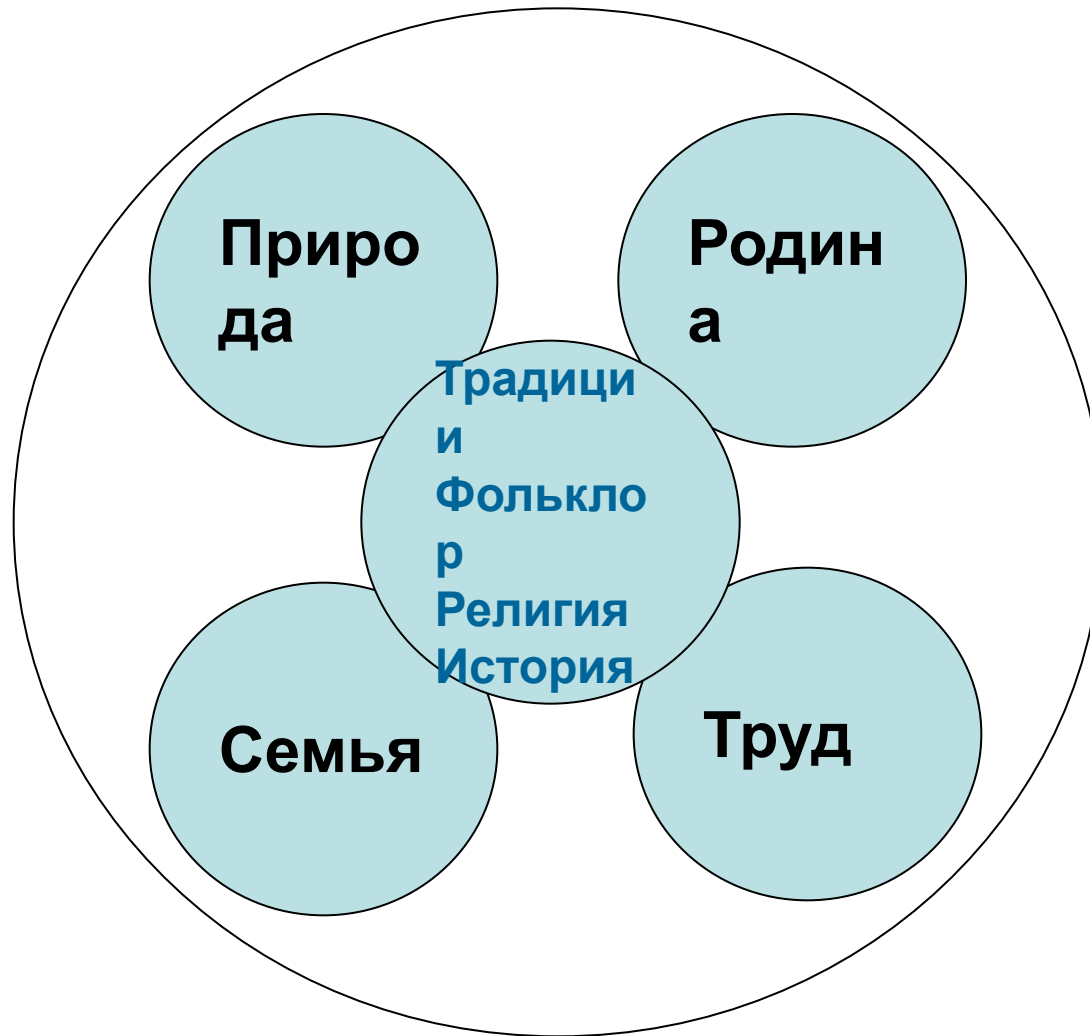 Приро
да
Родин
а
Традици
и
Фолькло
р
Религия
История
Семья
Труд